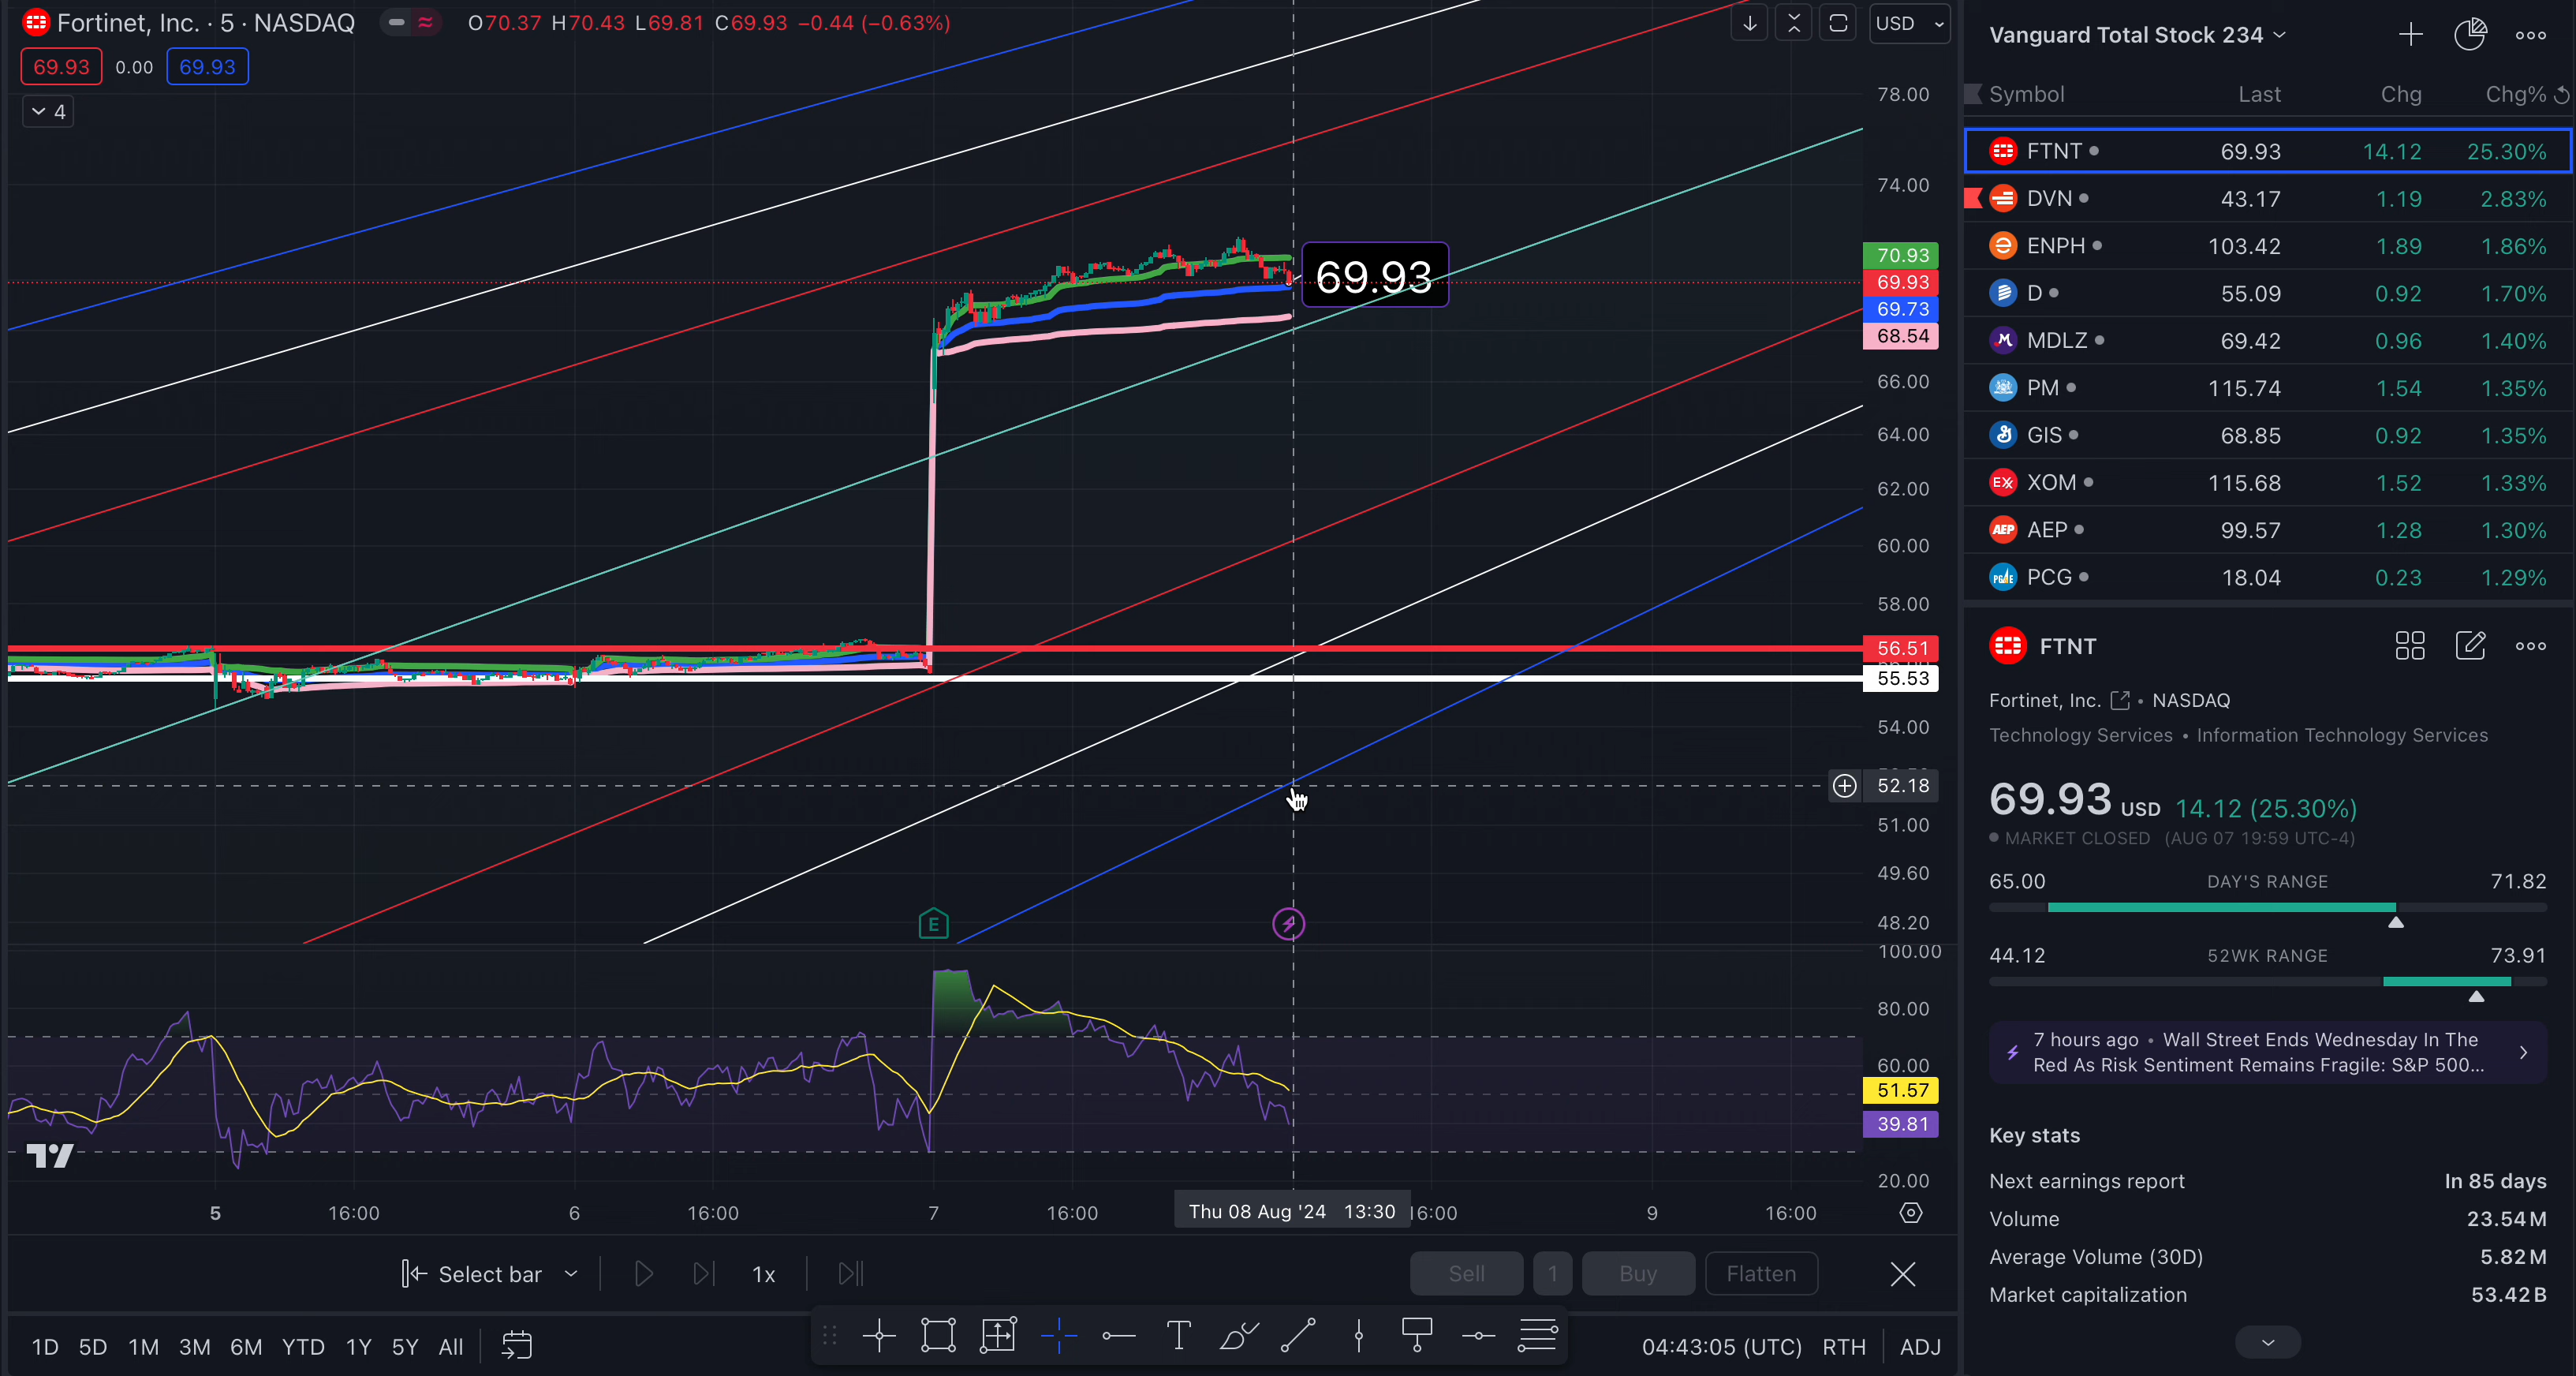 Fortinet, Inc. · 5 · NASDAQ O70.37 H70.43 L69.81 C69.93 −0.44 (−0.63%)
69.93 0.00 69.93
4
USD
78.00
74.00
70.93
69.93
69.93
69.73
68.54
66.00
64.00
62.00
60.00
58.00
56.51
55.53
54.00
52.18
51.00
49.60
48.20
E
100.00
80.00
60.00
51.57
39.81
20.00
5 16:00 6 16:00 7 16:00 Thu 08 Aug '24 13:30 16:00 9 16:00
Select bar 1x Sell 1 Buy Flatten
1D 5D 1M 3M 6M YTD 1Y 5Y All 04:43:05 (UTC) RTH ADJ
Vanguard Total Stock 234
Symbol Last Chg Chg%
FTNT 69.93 14.12 25.30%
DVN 43.17 1.19 2.83%
ENPH 103.42 1.89 1.86%
D 55.09 0.92 1.70%
MDLZ 69.42 0.96 1.40%
PM 115.74 1.54 1.35%
GIS 68.85 0.92 1.35%
XOM 115.68 1.52 1.33%
AEP AEP 99.57 1.28 1.30%
PCG 18.04 0.23 1.29%
FTNT
Fortinet, Inc. • NASDAQ
Technology Services • Information Technology Services
69.93 USD 14.12 (25.30%)
MARKET CLOSED (AUG 07 19:59 UTC-4)
65.00 DAY'S RANGE 71.82
44.12 52WK RANGE 73.91
7 hours ago • Wall Street Ends Wednesday In The
Red As Risk Sentiment Remains Fragile: S&P 500...
Key stats
Next earnings report In 85 days
Volume 23.54M
Average Volume (30D) 5.82M
Market capitalization 53.42B